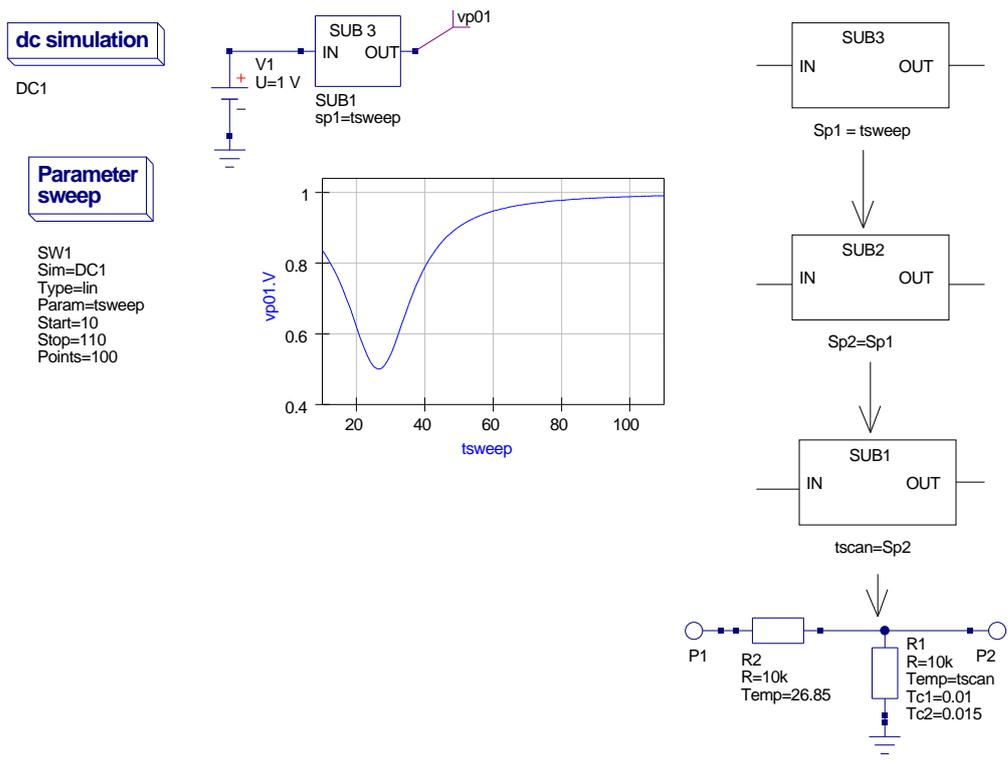 dc simulation
DC1
Parameter
sweep
SW1
Sim=DC1
Type=lin
Param=tsweep
Start=10
Stop=110
Points=100
vp01
SUB 3
IN OUT
V1
U=1 V
+
–
SUB1
sp1=tsweep
1
0.8
0.6
0.4
vp01.V
20 40 60 80 100
tsweep
SUB3
IN OUT
Sp1 = tsweep
SUB2
IN OUT
Sp2=Sp1
SUB1
IN OUT
tscan=Sp2
P1
R2
R=10k
Temp=26.85
R1
R=10k
Temp=tscan
Tc1=0.01
Tc2=0.015
P2